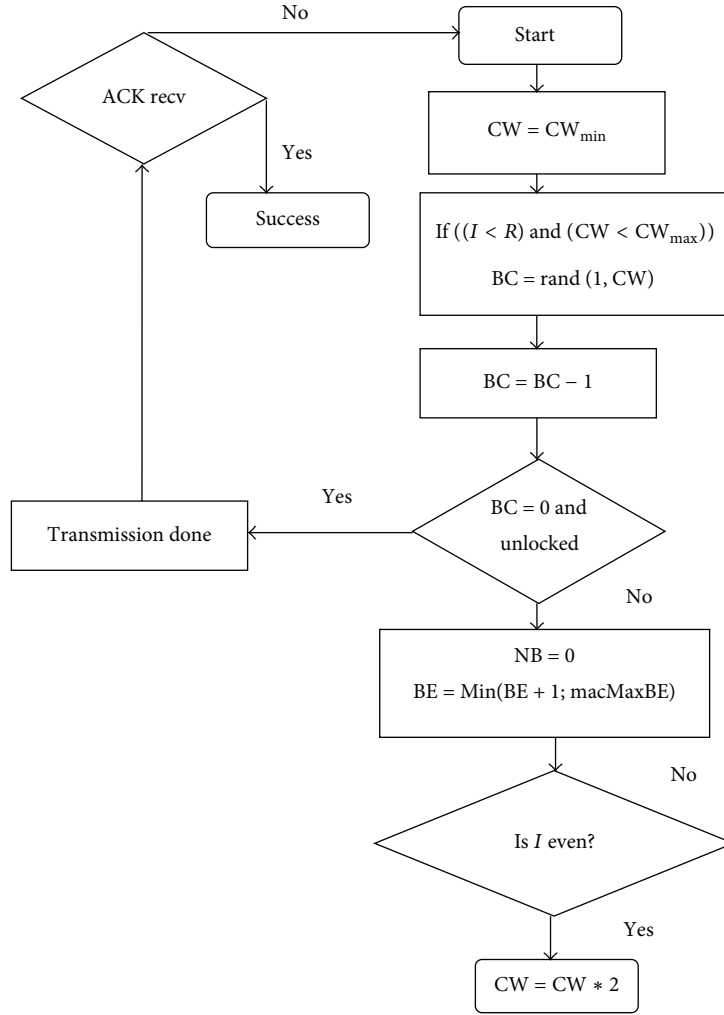 No
Start
ACK recv
CW = CWmin
Yes
Success
If ((I < R) and (CW < CWmax))
BC = rand (1, CW)
BC = BC − 1
Yes
BC = 0 and
unlocked
Transmission done
No
NB = 0
BE = Min(BE + 1; macMaxBE)
No
Is I even?
Yes
CW = CW ∗ 2